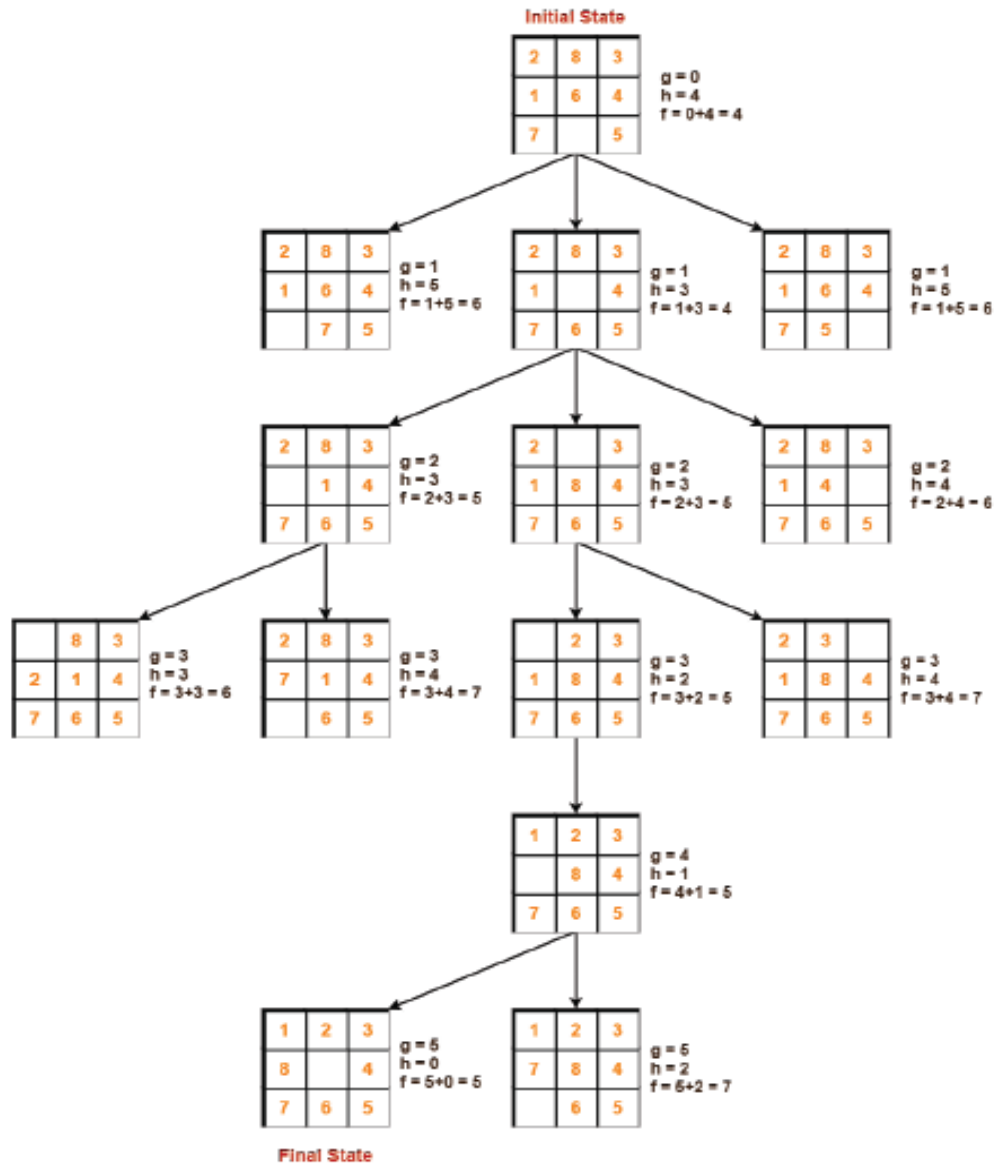 Initial State
2 8 3
1 6 4
7 5
g = 0
h = 4
f = 0+4 = 4
2 8 3
1 6 4
7 5
g = 1
h = 5
f = 1+5 = 6
2 8 3
1 4
7 6 5
g = 1
h = 3
f = 1+3 = 4
2 8 3
1 6 4
7 5
g = 1
h = 5
f = 1+5 = 6
2 8 3
1 4
7 6 5
g = 2
h = 3
f = 2+3 = 5
2 3
1 8 4
7 6 5
g = 2
h = 3
f = 2+3 = 5
2 8 3
1 4
7 6 5
g = 2
h = 4
f = 2+4 = 6
8 3
2 1 4
7 6 5
g = 3
h = 3
f = 3+3 = 6
2 8 3
7 1 4
6 5
g = 3
h = 4
f = 3+4 = 7
2 3
1 8 4
7 6 5
g = 3
h = 2
f = 3+2 = 5
2 3
1 8 4
7 6 5
g = 3
h = 4
f = 3+4 = 7
1 2 3
8 4
7 6 5
g = 4
h = 1
f = 4+1 = 5
1 2 3
8 4
7 6 5
g = 5
h = 0
f = 5+0 = 5
1 2 3
7 8 4
6 5
g = 5
h = 2
f = 5+2 = 7
Final State